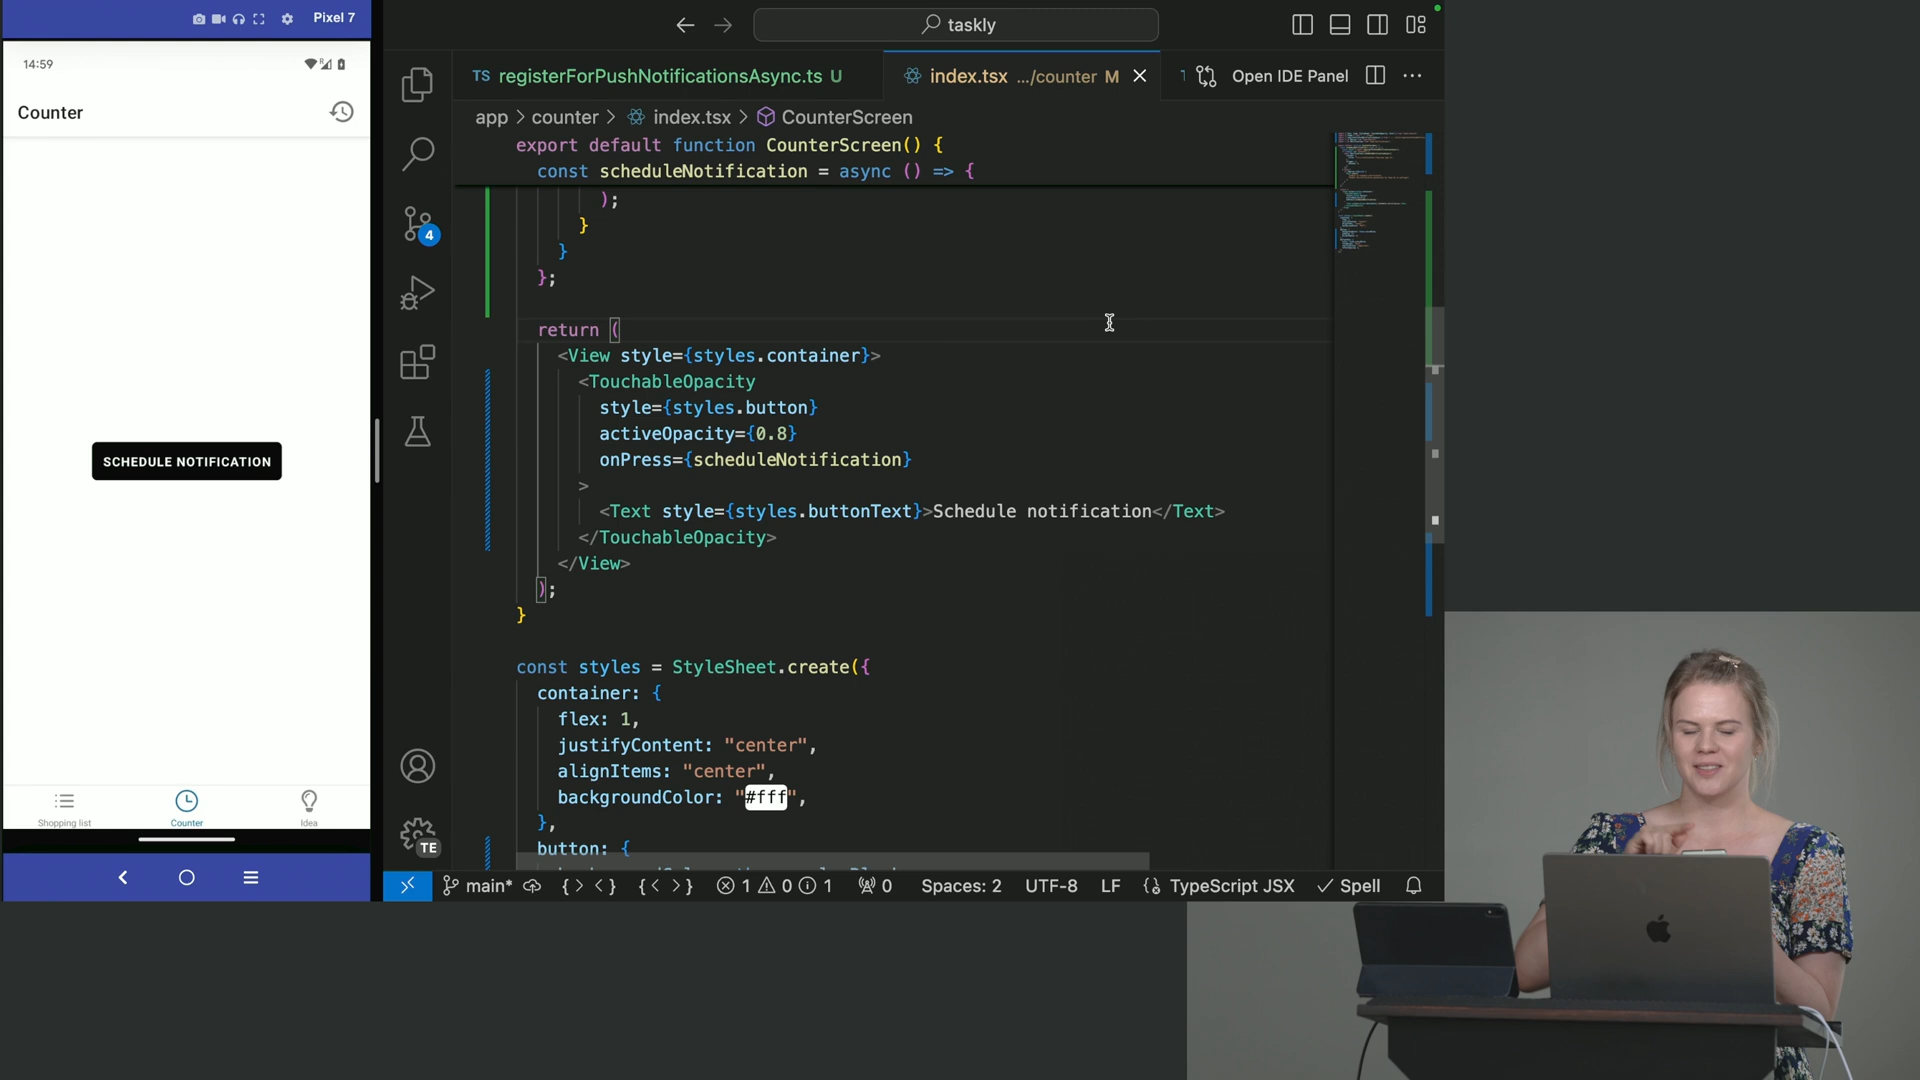 Pixel 7
14:59
Counter
SCHEDULE NOTIFICATION
Shopping list
Counter
Idea
taskly
TS registerForPushNotificationsAsync.ts U
index.tsx .../counter M
Open IDE Panel
app > counter > index.tsx > CounterScreen
export default function CounterScreen() {
const scheduleNotification = async () => {
);
}
}
};
return (
<View style={styles.container}>
<TouchableOpacity
style={styles.button}
activeOpacity={0.8}
onPress={scheduleNotification}
>
<Text style={styles.buttonText}>Schedule notification</Text>
</TouchableOpacity>
</View>
);
}
const styles = StyleSheet.create({
container: {
flex: 1,
justifyContent: "center",
alignItems: "center",
backgroundColor: "#fff",
},
button: {
4
TE
main* 1 0 1 0 Spaces: 2 UTF-8 LF TypeScript JSX Spell